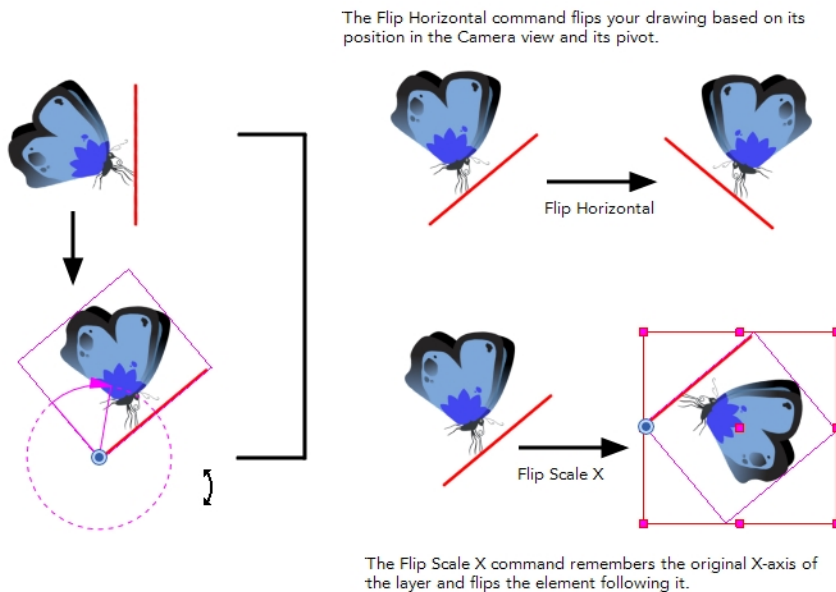 The Flip Horizontal command flips your drawing based on its
position in the Camera view and its pivot.
Flip Horizontal
Flip Scale X
The Flip Scale X command remembers the original X-axis of
the layer and flips the element following it.